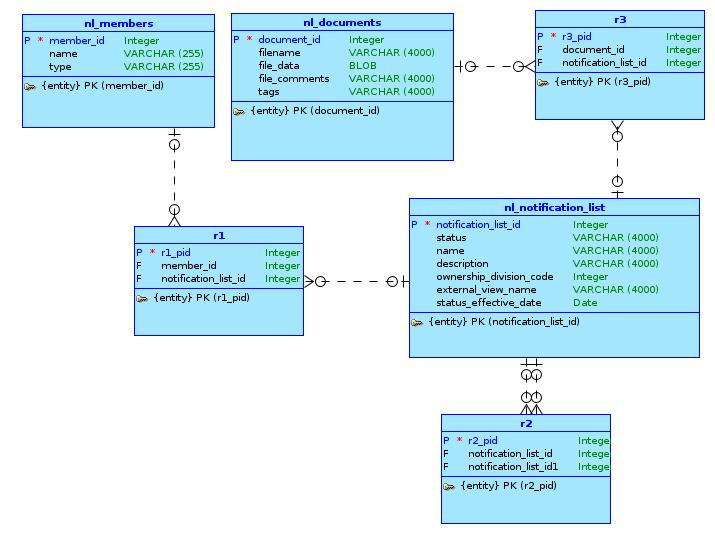 nl_members
P * member_id Integer
name VARCHAR (255)
type VARCHAR (255)
{entity} PK (member_id)
nl_documents
P * document_id Integer
filename VARCHAR (4000)
file_data BLOB
file_comments VARCHAR (4000)
tags VARCHAR (4000)
{entity} PK (document_id)
r3
P * r3_pid Integer
F document_id Integer
F notification_list_id Integer
{entity} PK (r3_pid)
r1
P * r1_pid Integer
F member_id Integer
F notification_list_id Integer
{entity} PK (r1_pid)
nl_notification_list
P * notification_list_id Integer
status VARCHAR (4000)
name VARCHAR (4000)
description VARCHAR (4000)
ownership_division_code Integer
external_view_name VARCHAR (4000)
status_effective_date Date
{entity} PK (notification_list_id)
r2
P * r2_pid Intege
F notification_list_id Intege
F notification_list_id1 Intege
{entity} PK (r2_pid)